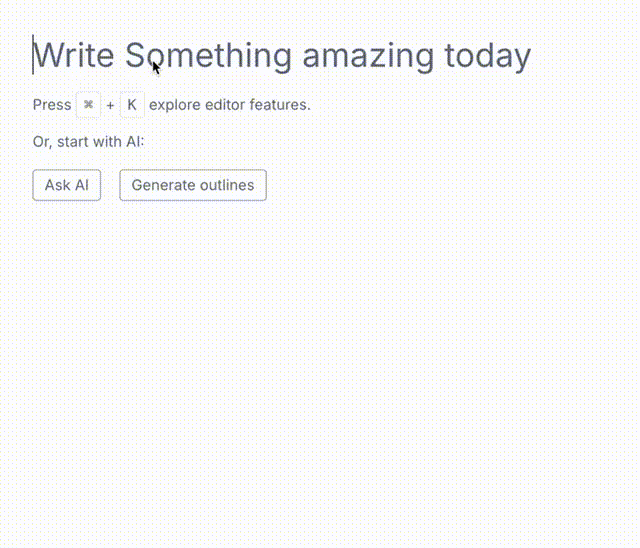 Write Something amazing today
Press ⌘ + K explore editor features.
Or, start with AI:
Ask AI Generate outlines